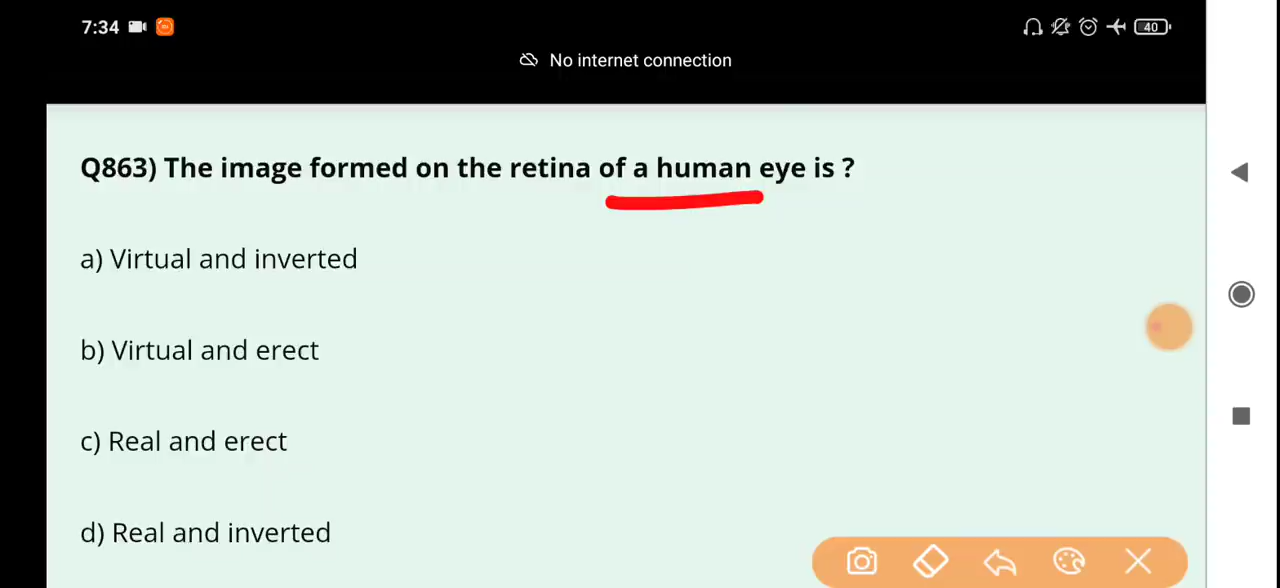 7:34
40
No internet connection
Q863) The image formed on the retina of a human eye is ?
a) Virtual and inverted
b) Virtual and erect
c) Real and erect
d) Real and inverted